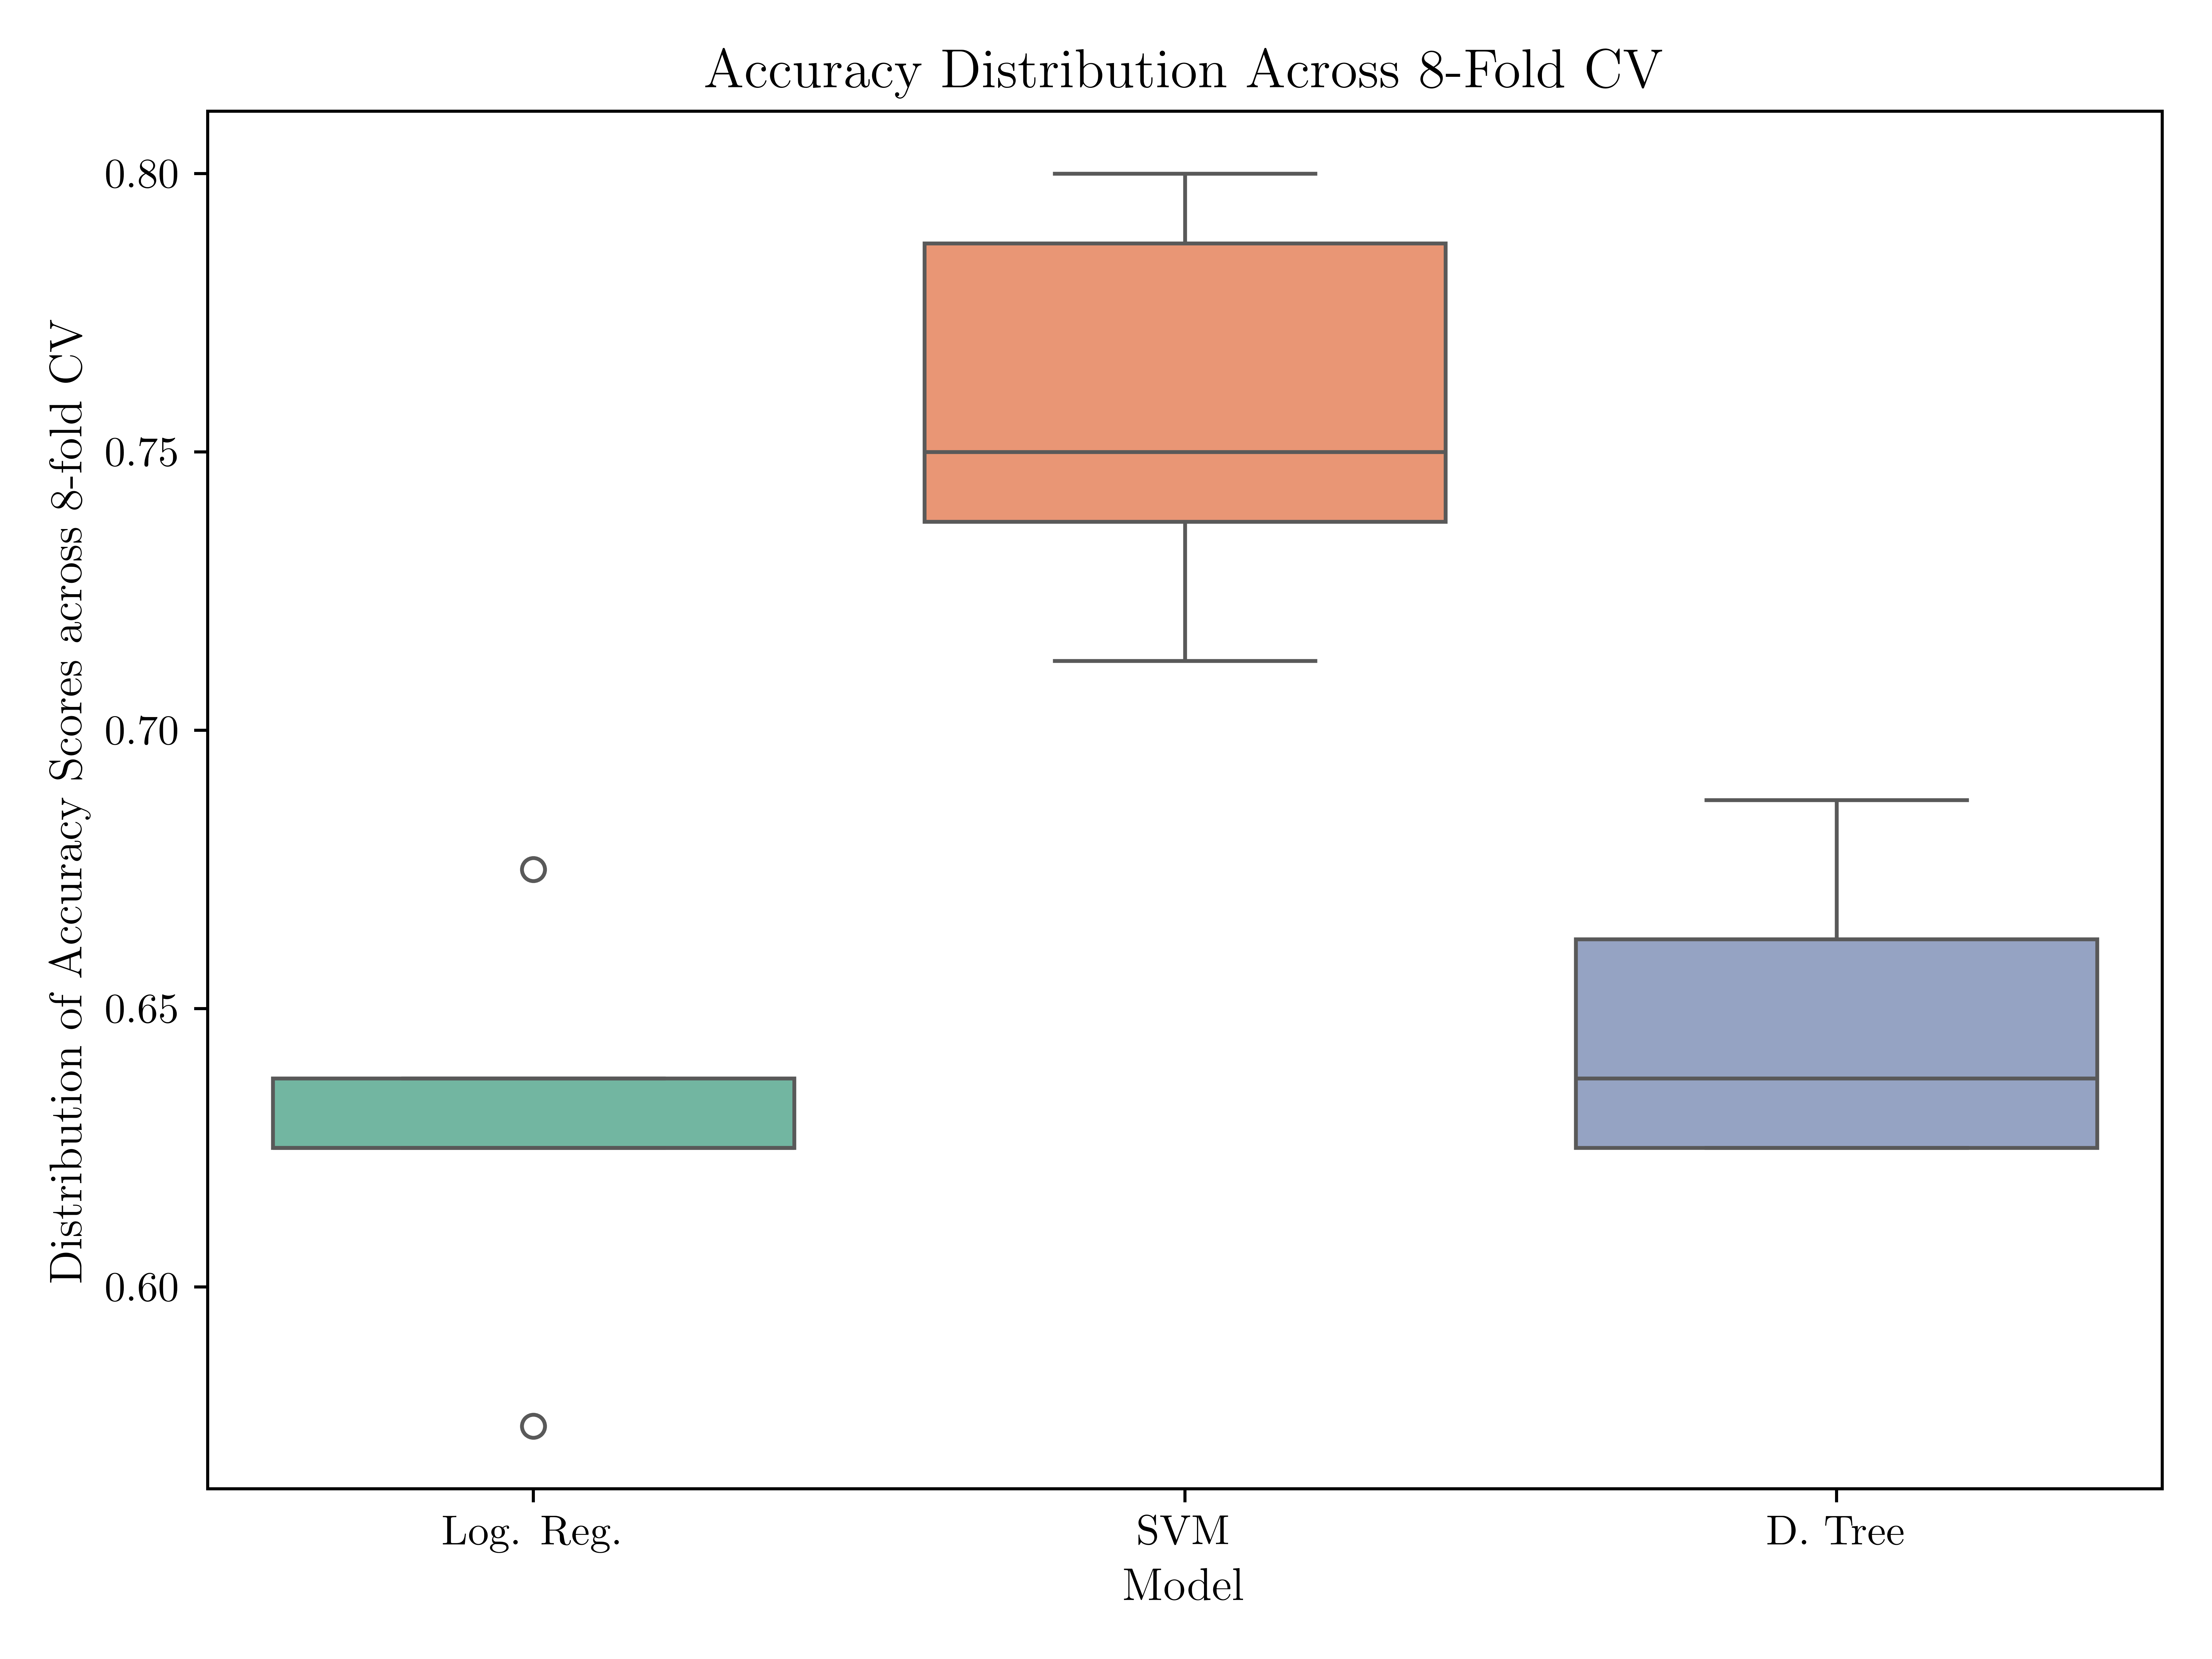 Accuracy Distribution Across 8-Fold CV
Distribution of Accuracy Scores across 8-fold CV
0.80
0.75
0.70
0.65
0.60
Log. Reg.
SVM
D. Tree
Model